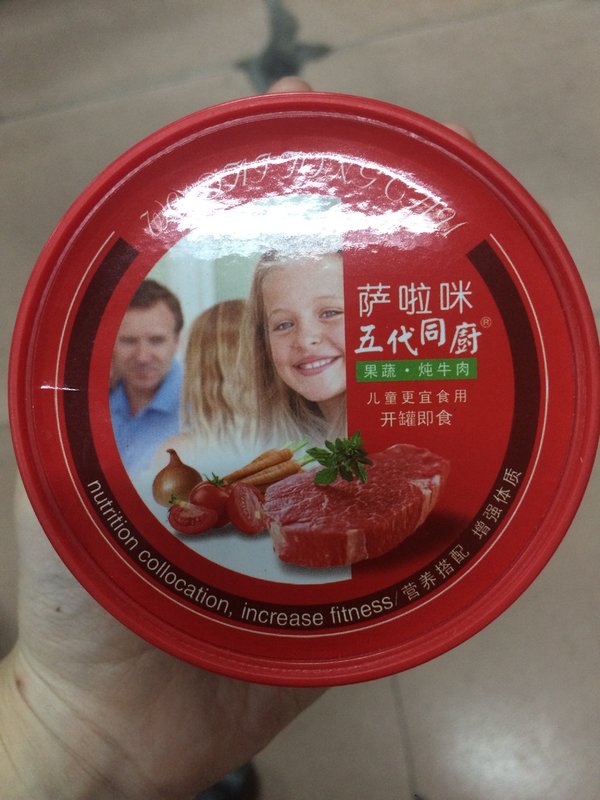 萨啦咪
五代同厨®
果蔬·炖牛肉
儿童更宜食用
开罐即食
nutrition collocation, increase fitness/营养搭配 增强体质